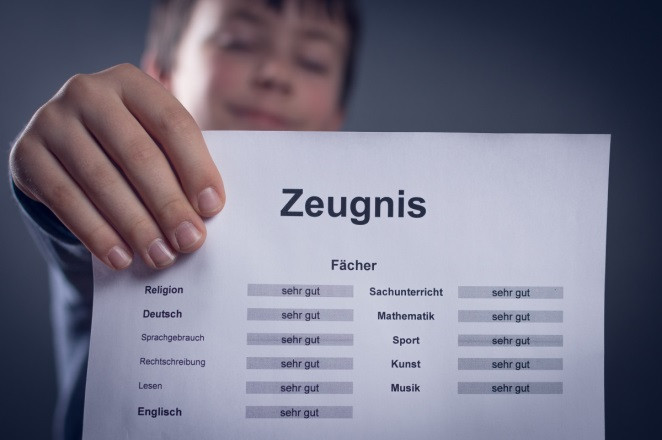 Zeugnis
Fächer
Religion sehr gut
Deutsch sehr gut
Sprachgebrauch sehr gut
Rechtschreibung sehr gut
Lesen sehr gut
Englisch sehr gut
Sachunterricht sehr gut
Mathematik sehr gut
Sport sehr gut
Kunst sehr gut
Musik sehr gut